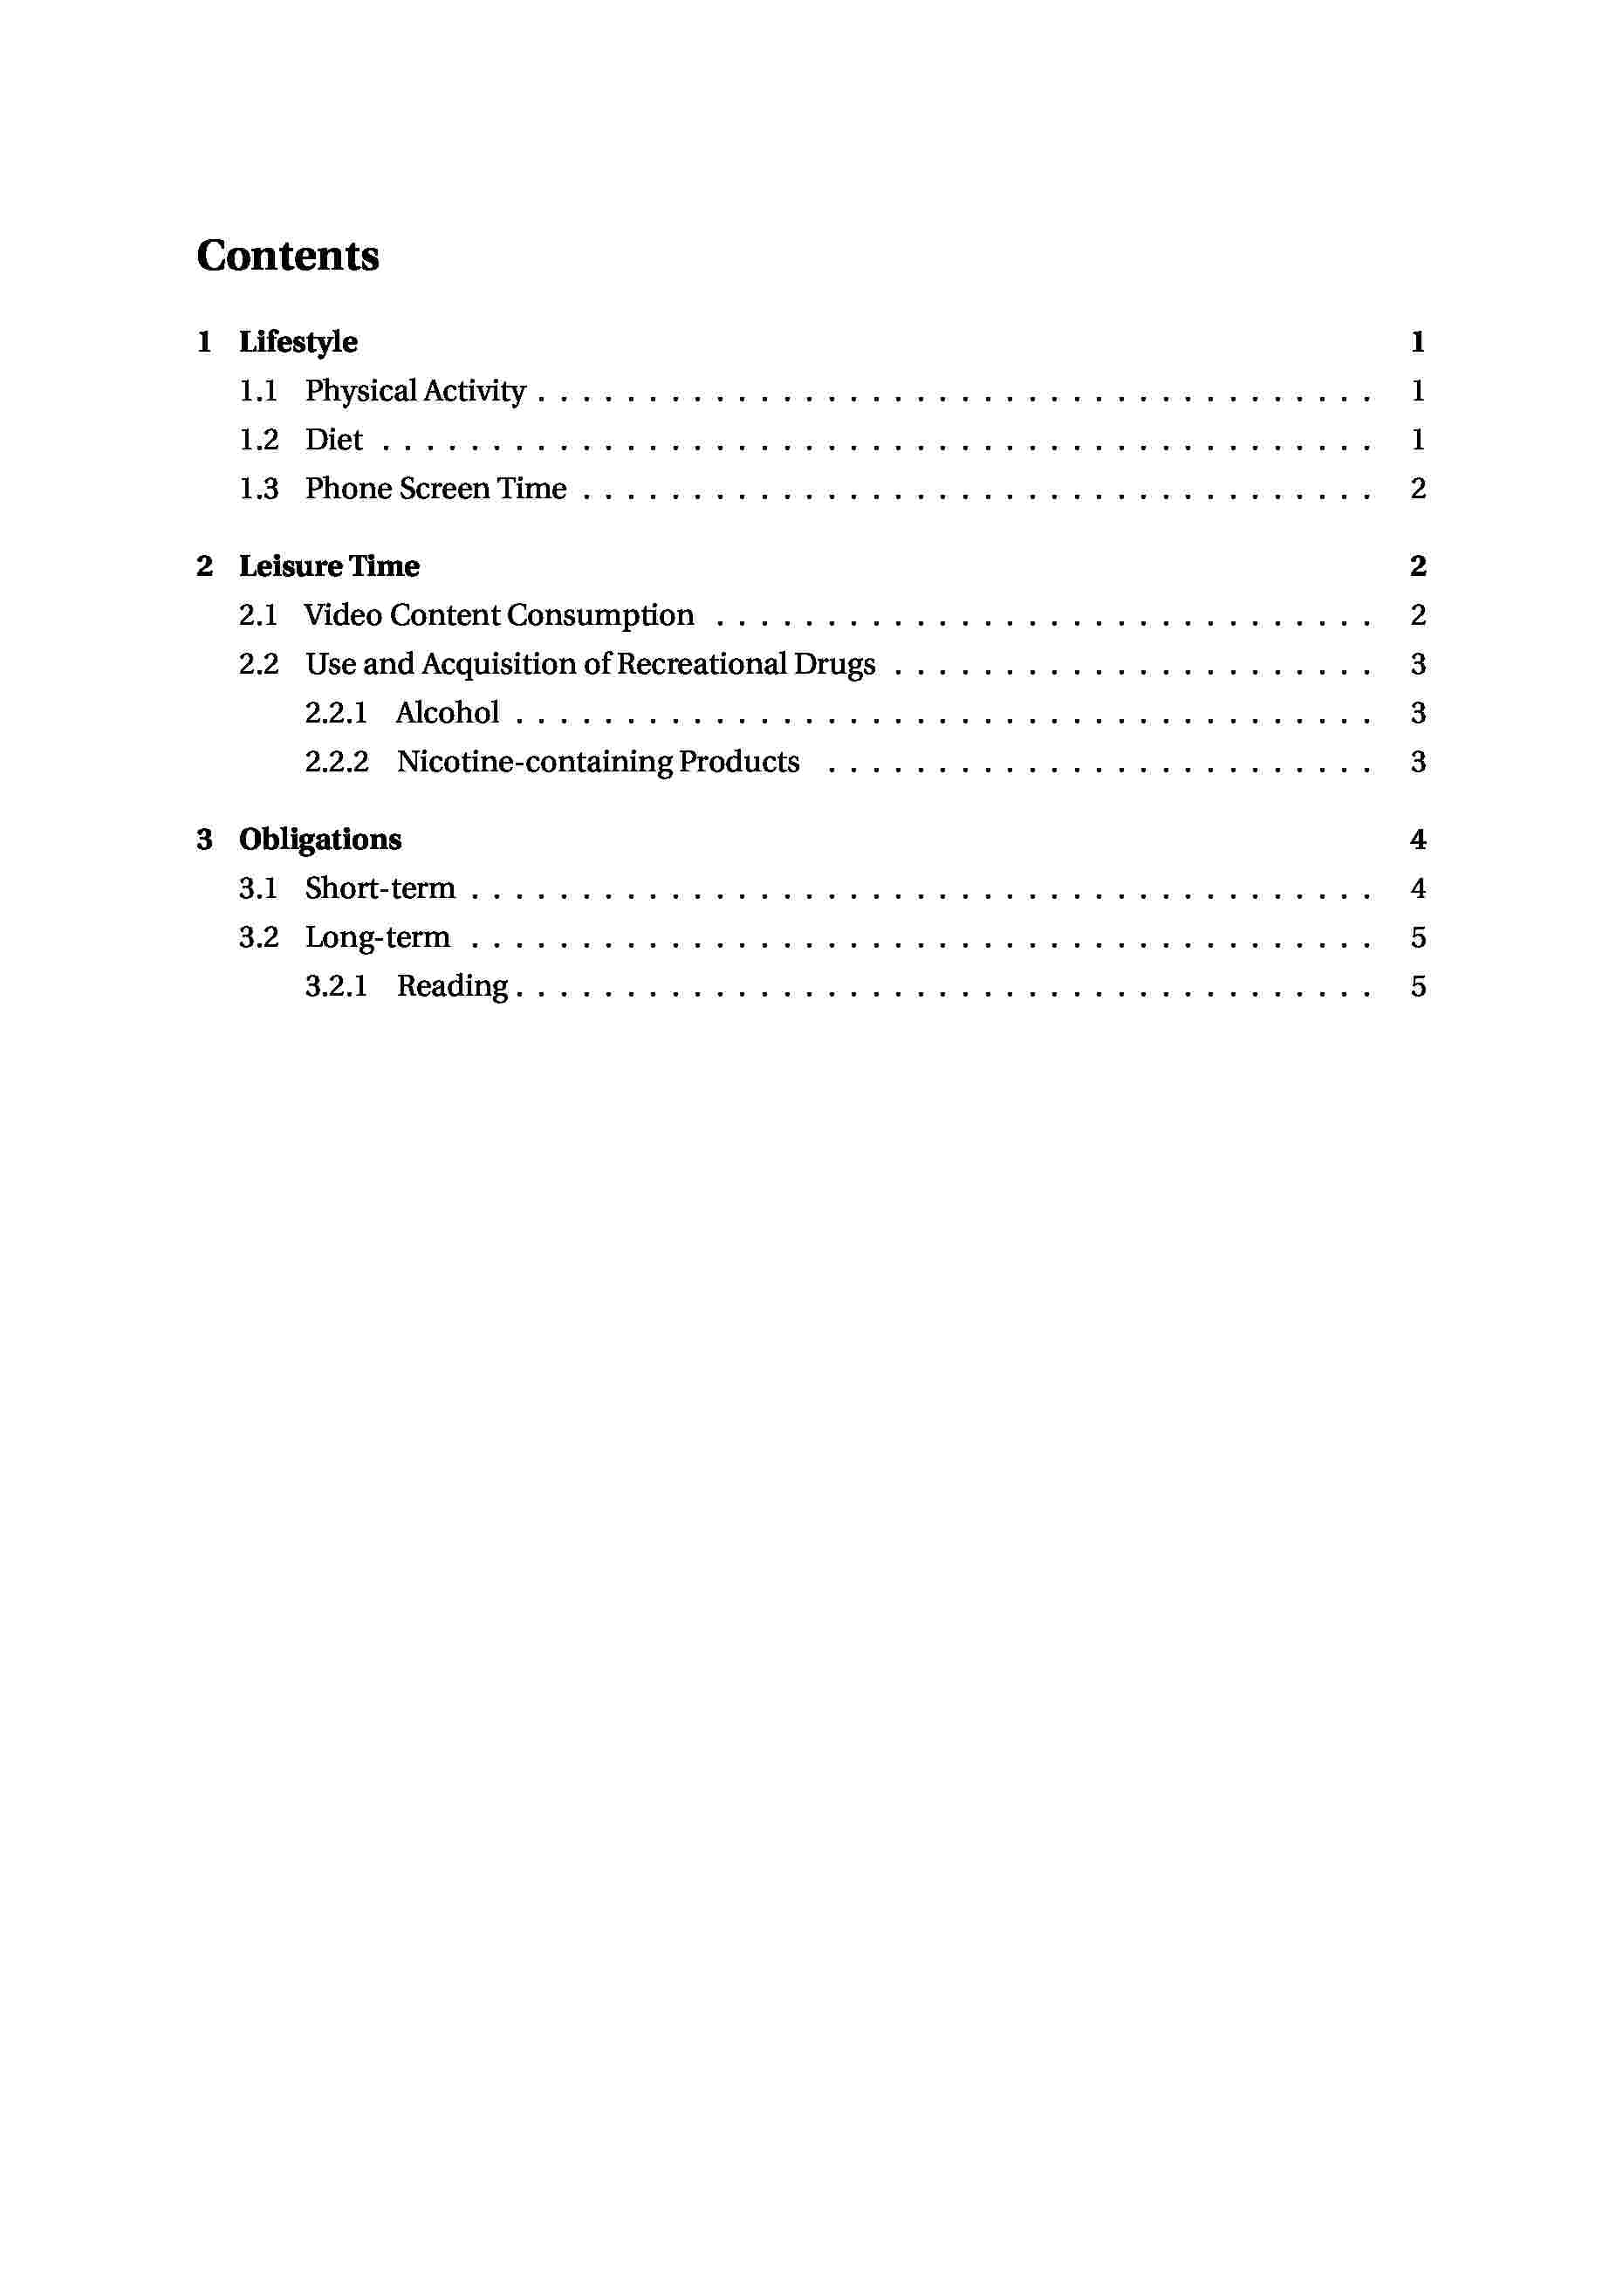 Contents
1 Lifestyle 1
1.1 Physical Activity . . . . . . . . . . . . . . . . . . . . . . . . . . . . . . . . . . . . . . 1
1.2 Diet . . . . . . . . . . . . . . . . . . . . . . . . . . . . . . . . . . . . . . . . . . . . . 1
1.3 Phone Screen Time . . . . . . . . . . . . . . . . . . . . . . . . . . . . . . . . . . . . 2
2 Leisure Time 2
2.1 Video Content Consumption . . . . . . . . . . . . . . . . . . . . . . . . . . . . . . 2
2.2 Use and Acquisition of Recreational Drugs . . . . . . . . . . . . . . . . . . . . . . 3
2.2.1 Alcohol . . . . . . . . . . . . . . . . . . . . . . . . . . . . . . . . . . . . . . . 3
2.2.2 Nicotine-containing Products . . . . . . . . . . . . . . . . . . . . . . . . . 3
3 Obligations 4
3.1 Short-term . . . . . . . . . . . . . . . . . . . . . . . . . . . . . . . . . . . . . . . . . 4
3.2 Long-term . . . . . . . . . . . . . . . . . . . . . . . . . . . . . . . . . . . . . . . . . 5
3.2.1 Reading . . . . . . . . . . . . . . . . . . . . . . . . . . . . . . . . . . . . . . . 5